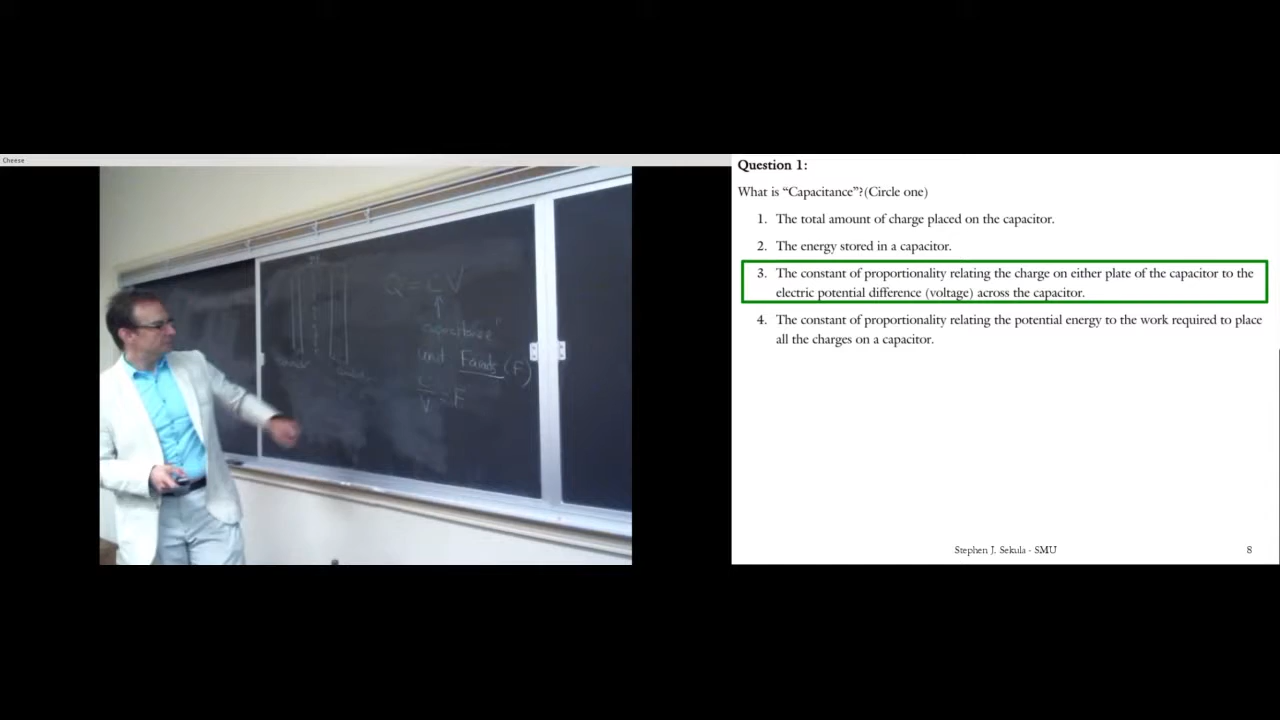 Cheese
Q = C V
↑
"capacitance"
unit Farads (F)
C/V = F
Question 1:
What is “Capacitance”?(Circle one)
1. The total amount of charge placed on the capacitor.
2. The energy stored in a capacitor.
3. The constant of proportionality relating the charge on either plate of the capacitor to the
electric potential difference (voltage) across the capacitor.
4. The constant of proportionality relating the potential energy to the work required to place
all the charges on a capacitor.
Stephen J. Sekula - SMU 8